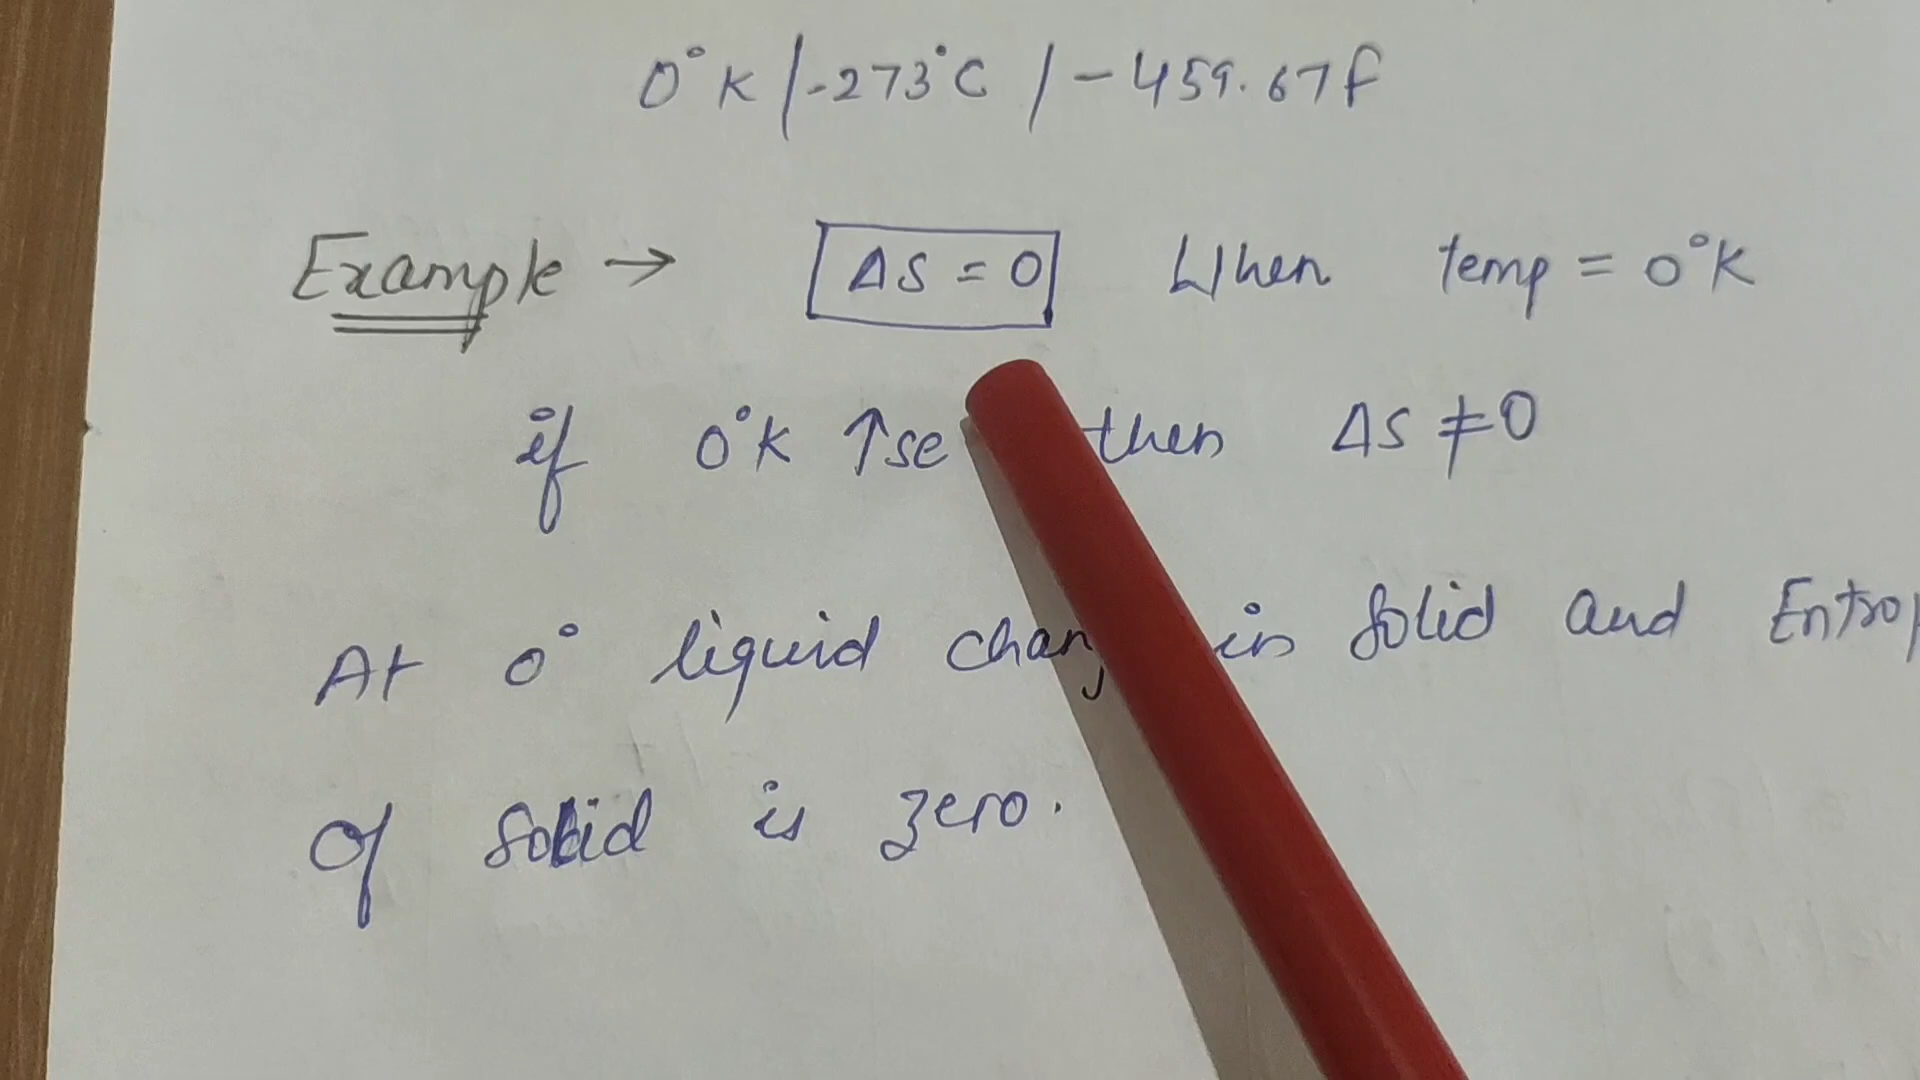 0°K /-273°C / -459.67f
Example → ΔS = 0 When temp = 0°K
if 0°K ↑se then ΔS ≠ 0
At 0° liquid in Solid and
of Solid is zero.